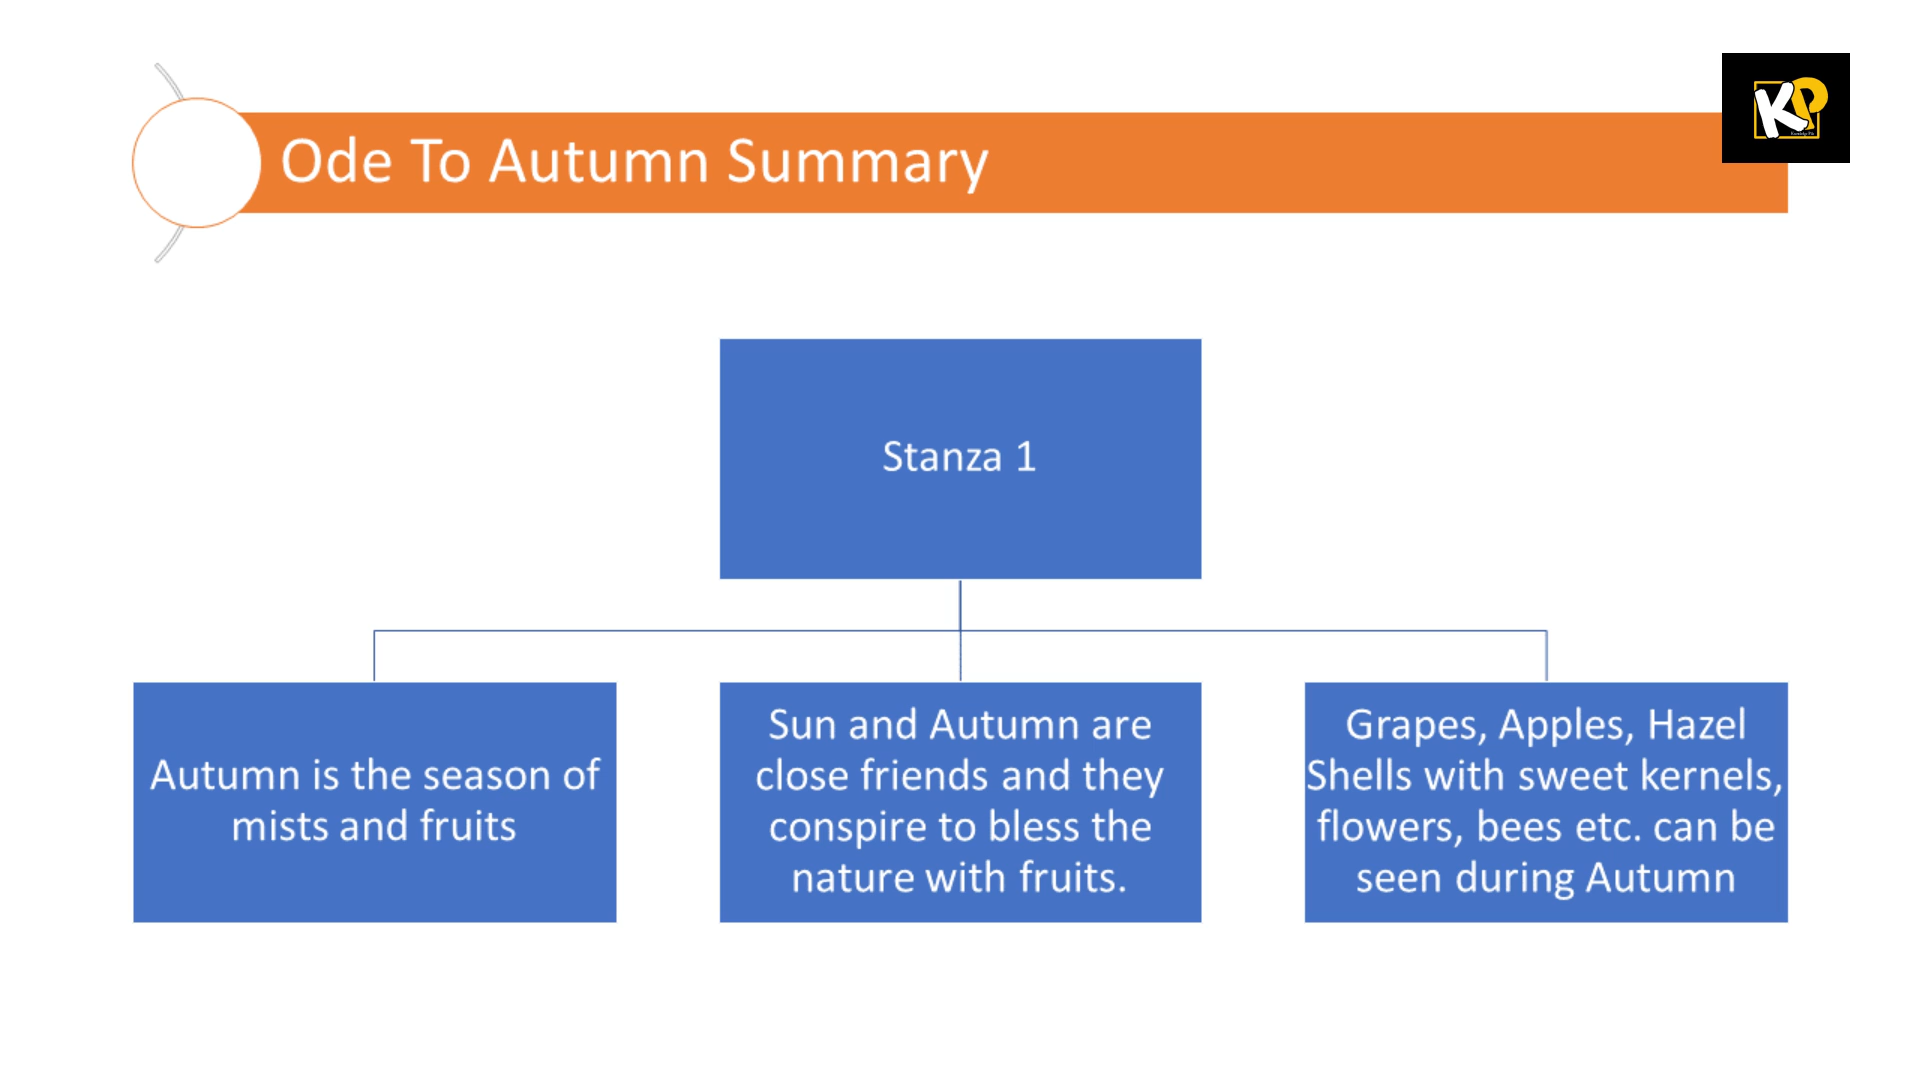 Ode To Autumn Summary
KP
Stanza 1
Autumn is the season of
mists and fruits
Sun and Autumn are
close friends and they
conspire to bless the
nature with fruits.
Grapes, Apples, Hazel
Shells with sweet kernels,
flowers, bees etc. can be
seen during Autumn